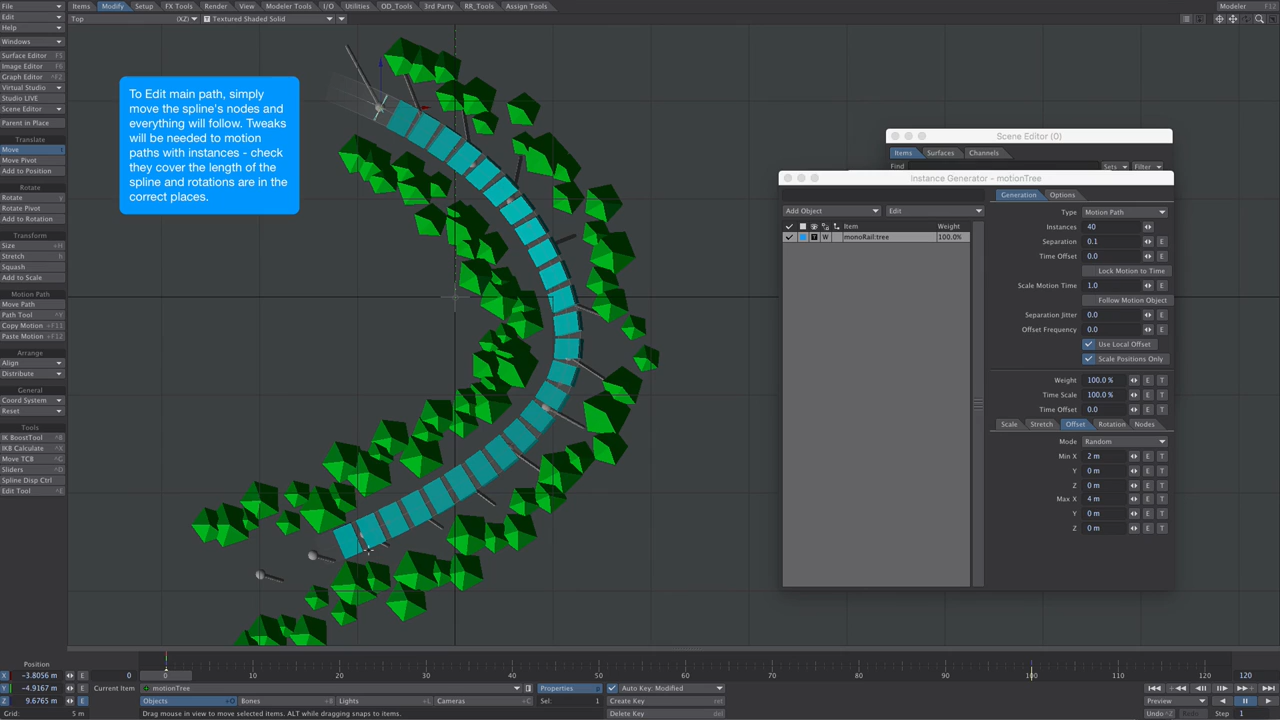 File
Items
Modify
Setup
FX Tools
Render
View
Modeler Tools
I/O
Utilities
OD_Tools
3rd Party
RR_Tools
Assign Tools
Modeler
F12
Edit
Top
(XZ)
Textured Shaded Solid
Help
Windows
Surface Editor F5
Image Editor F6
Graph Editor ^F2
Virtual Studio
Studio LIVE
Scene Editor
Parent in Place
Translate
Move
Move Pivot
Add to Position
Rotate
Rotate
Rotate Pivot
Add to Rotation
Transform
Size
Stretch
Squash
Add to Scale
Motion Path
Move Path
Path Tool
Copy Motion +F11
Paste Motion +F12
Arrange
Align
Distribute
General
Coord System
Reset
Tools
IK BoostTool
IKB Calculate
Move TCB
Sliders
Spline Disp Ctrl
Edit Tool
To Edit main path, simply
move the spline's nodes and
everything will follow. Tweaks
will be needed to motion
paths with instances - check
they cover the length of the
spline and rotations are in the
correct places.
Scene Editor (0)
Items Surfaces Channels
Find
Sets
Filter
Instance Generator - motionTree
Generation Options
Add Object
Edit
Item
Weight
W monoRail:tree 100.0%
Type Motion Path
Instances 40
Separation 0.1 E
Time Offset 0.0 E
Lock Motion to Time
Scale Motion Time 1.0 E
Follow Motion Object
Separation Jitter 0.0 E
Offset Frequency 0.0 E
Use Local Offset
Scale Positions Only
Weight 100.0 % E T
Time Scale 100.0 % E T
Time Offset 0.0 E T
Scale Stretch Offset Rotation Nodes
Mode Random
Min X 2 m E T
Y 0 m E T
Z 0 m E T
Max X 4 m E T
Y 0 m E T
Z 0 m E T
Position
X -3.8056 m E
Y -4.9167 m E
Z 9.6765 m E
Grid: 5 m
0
0 10 20 30 40 50 60 70 80 90 100 110 120
120
Current Item
motionTree
Properties
Auto Key: Modified
Objects
Bones
Lights
Cameras
Sel: 1
Create Key
Delete Key
Drag mouse in view to move selected items. ALT while dragging snaps to items.
Preview
Undo
Step 1